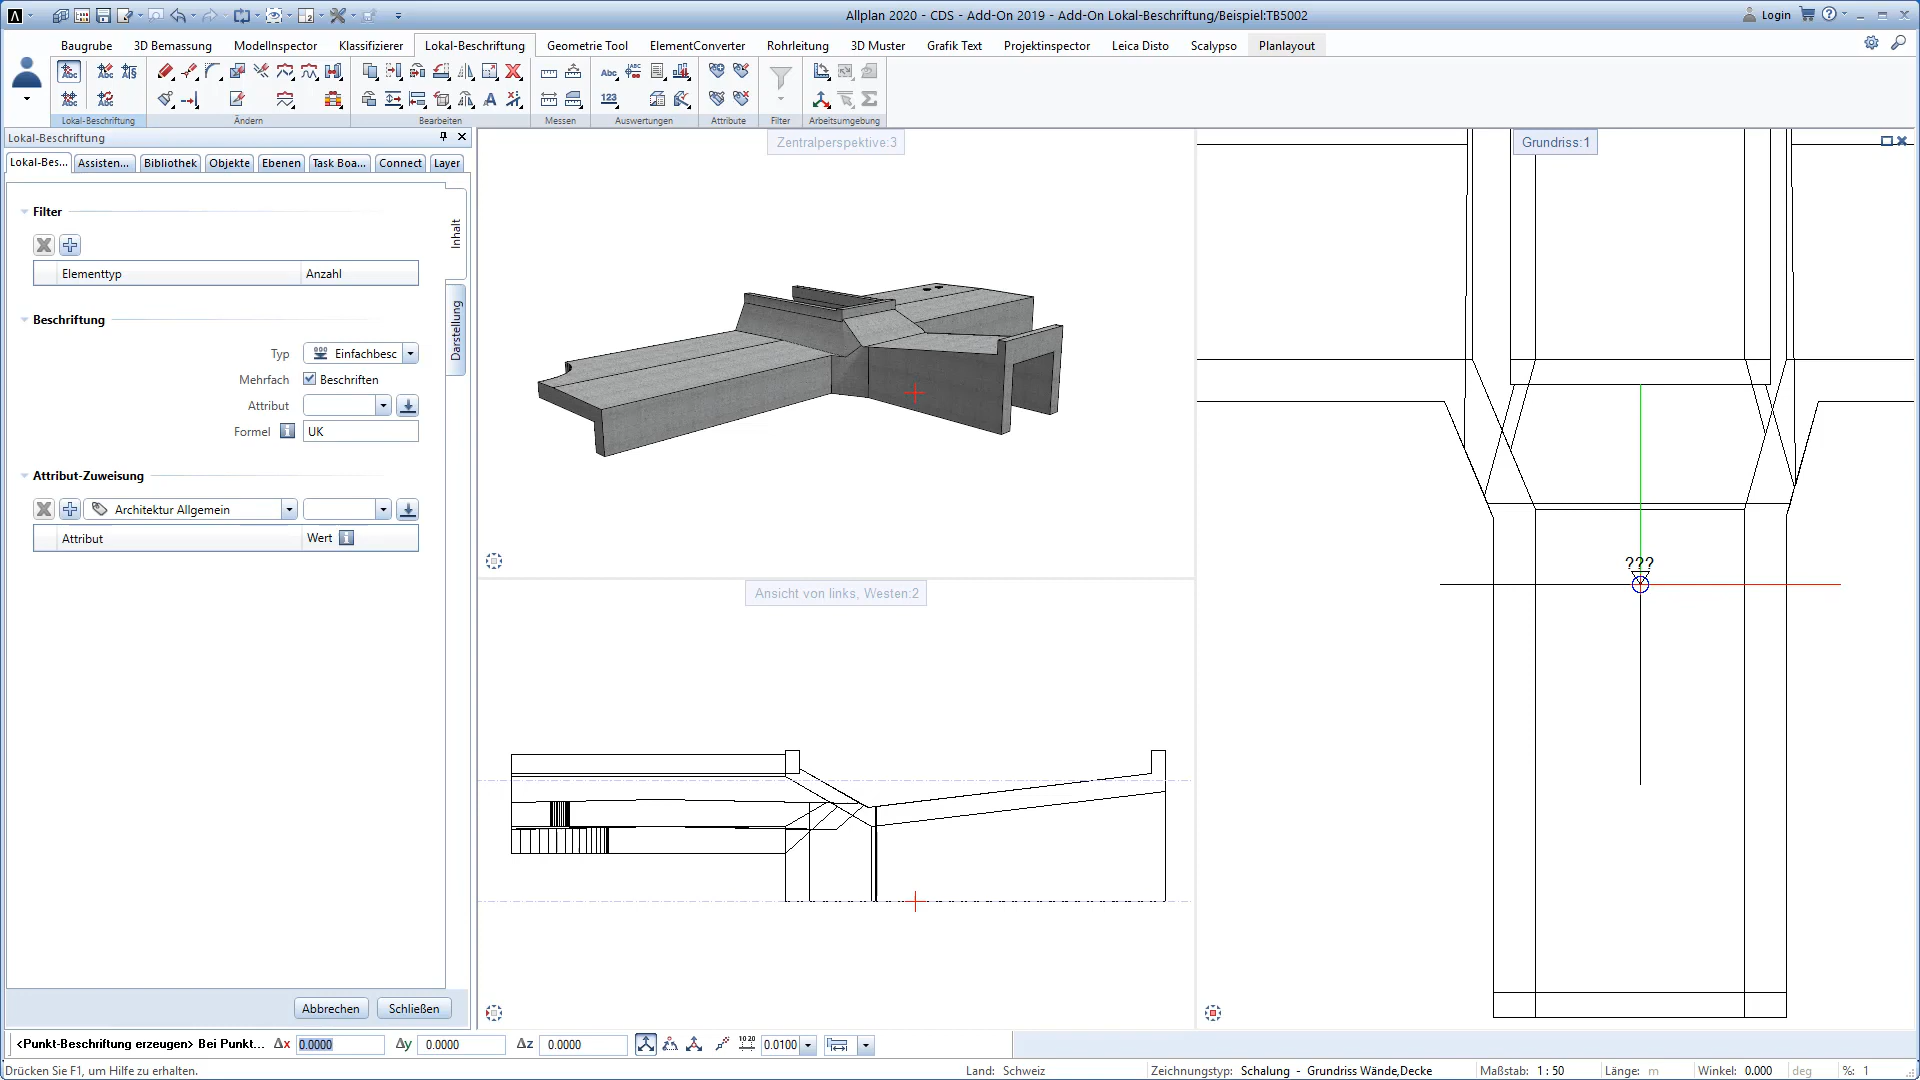 Allplan 2020 - CDS - Add-On 2019 - Add-On Lokal-Beschriftung/Beispiel:TB5002
Login
Baugrube 3D Bemassung ModelInspector Klassifizierer Lokal-Beschriftung Geometrie Tool ElementConverter Rohrleitung 3D Muster Grafik Text Projektinspector Leica Disto Scalypso Planlayout
Lokal-Beschriftung Ändern Bearbeiten Messen Auswertungen Attribute Filter Arbeitsumgebung
Lokal-Beschriftung
Lokal-Bes... Assisten... Bibliothek Objekte Ebenen Task Boa... Connect Layer
Inhalt
Darstellung
Filter
Elementtyp Anzahl
Beschriftung
Typ Einfachbesc
Mehrfach Beschriften
Attribut
Formel UK
Attribut-Zuweisung
Architektur Allgemein
Attribut Wert
Abbrechen Schließen
Zentralperspektive:3
Ansicht von links, Westen:2
Grundriss:1
???
<Punkt-Beschriftung erzeugen> Bei Punkt... Δx 0.0000 Δy 0.0000 Δz 0.0000 0.0100
Drücken Sie F1, um Hilfe zu erhalten. Land: Schweiz Zeichnungstyp: Schalung - Grundriss Wände,Decke Maßstab: 1 : 50 Länge: m Winkel: 0.000 deg %: 1